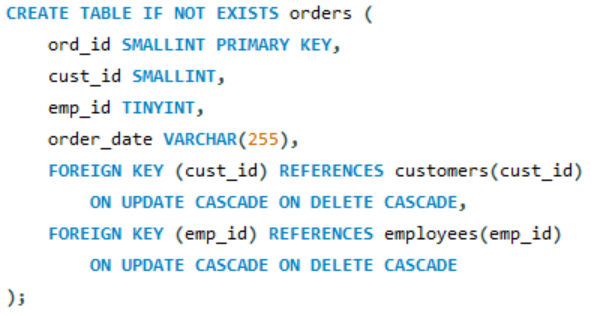 CREATE TABLE IF NOT EXISTS orders (
    ord_id SMALLINT PRIMARY KEY,
    cust_id SMALLINT,
    emp_id TINYINT,
    order_date VARCHAR(255),
    FOREIGN KEY (cust_id) REFERENCES customers(cust_id)
        ON UPDATE CASCADE ON DELETE CASCADE,
    FOREIGN KEY (emp_id) REFERENCES employees(emp_id)
        ON UPDATE CASCADE ON DELETE CASCADE
);